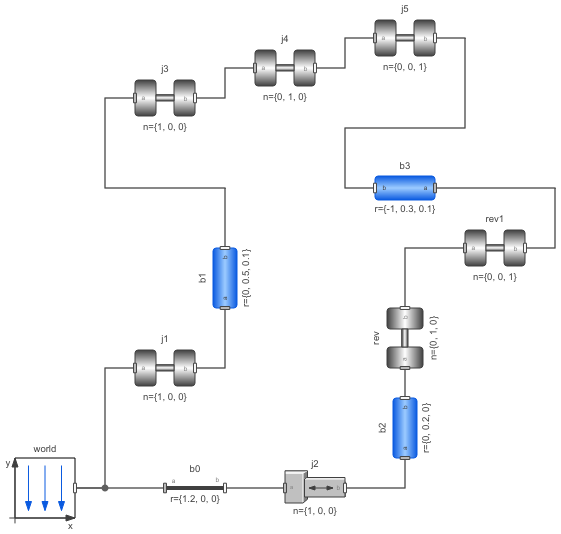 j5
a b
n={0, 0, 1}
j4
a b
n={0, 1, 0}
j3
a b
n={1, 0, 0}
b3
b a
r={-1, 0.3, 0.1}
rev1
a b
n={0, 0, 1}
b1
b
a
r={0, 0.5, 0.1}
rev
b
a
n={0, 1, 0}
j1
a b
n={1, 0, 0}
b2
b
a
r={0, 0.2, 0}
world
y
x
b0
a b
r={1.2, 0, 0}
j2
a b
n={1, 0, 0}